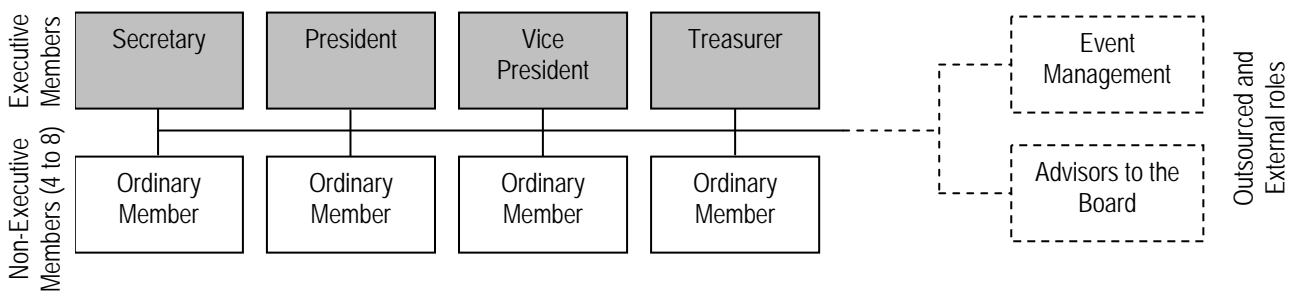 Executive
Members
Secretary
President
Vice
President
Treasurer
Event
Management
Non-Executive
Members (4 to 8)
Ordinary
Member
Ordinary
Member
Ordinary
Member
Ordinary
Member
Advisors to the
Board
Outsourced and
External roles